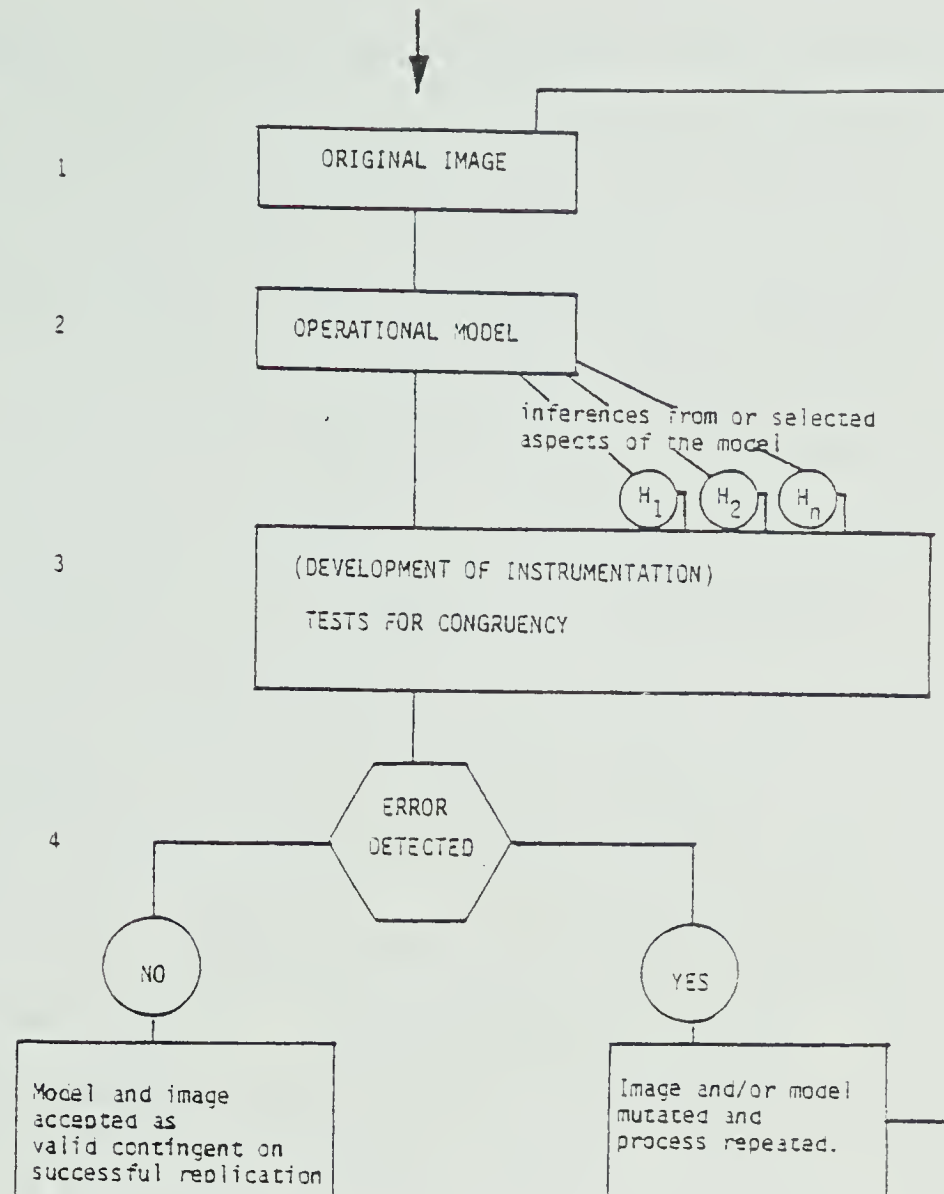 1
ORIGINAL IMAGE
2
OPERATIONAL MODEL
inferences from or selected
aspects of the model
H1 H2 Hn
3
(DEVELOPMENT OF INSTRUMENTATION)
TESTS FOR CONGRUENCY
4
ERROR
DETECTED
NO
YES
Model and image
accepted as
valid contingent on
successful replication
Image and/or model
mutated and
process repeated.